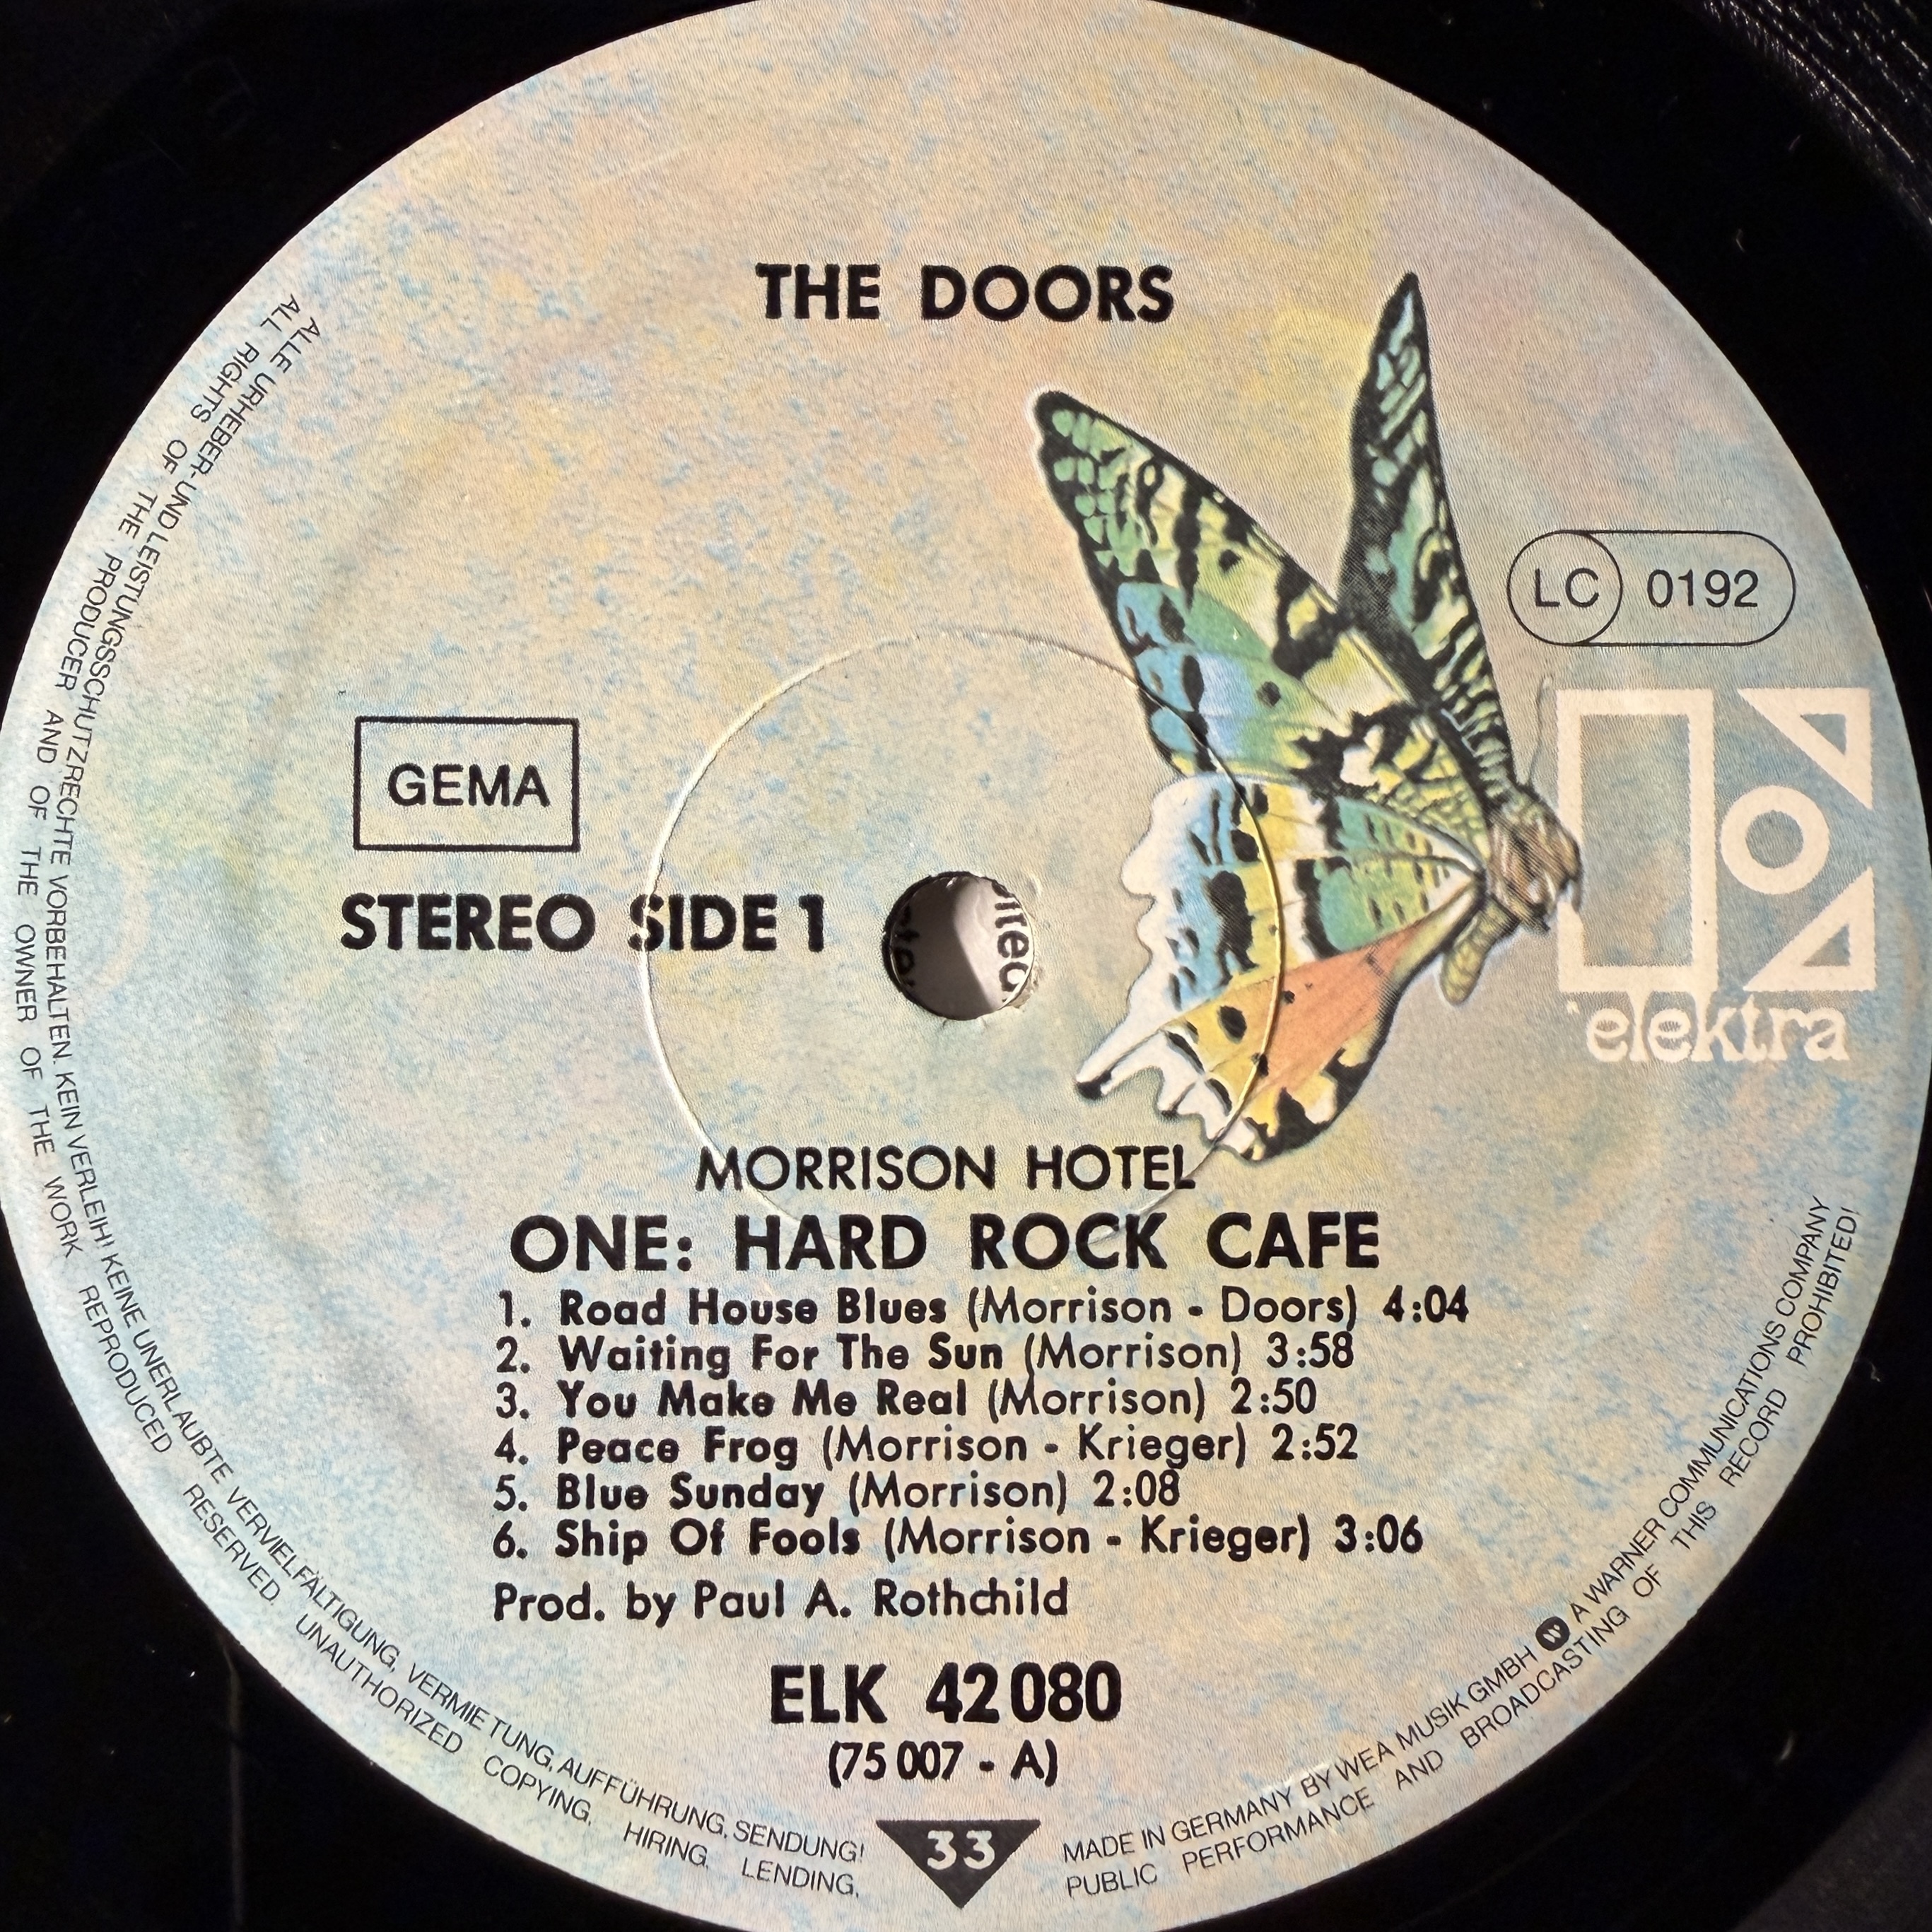 THE DOORS
LC 0192
GEMA
STEREO SIDE 1
elektra
MORRISON HOTEL
ONE: HARD ROCK CAFE
1. Road House Blues (Morrison - Doors) 4:04
2. Waiting For The Sun (Morrison) 3:58
3. You Make Me Real (Morrison) 2:50
4. Peace Frog (Morrison - Krieger) 2:52
5. Blue Sunday (Morrison) 2:08
6. Ship Of Fools (Morrison - Krieger) 3:06
Prod. by Paul A. Rothchild
ELK 42080
(75007 - A)
33
ALLE URHEBER-UND LEISTUNGSSCHUTZRECHTE VORBEHALTEN. KEIN VERLEIH! KEINE UNERLAUBTE VERVIELFÄLTIGUNG, VERMIETUNG, AUFFÜHRUNG, SENDUNG!
ALL RIGHTS OF THE PRODUCER AND OF THE OWNER OF THE WORK REPRODUCED RESERVED. UNAUTHORIZED COPYING, HIRING, LENDING,
MADE IN GERMANY BY WEA MUSIK GMBH W A WARNER COMMUNICATIONS COMPANY
PUBLIC PERFORMANCE AND BROADCASTING OF THIS RECORD PROHIBITED!